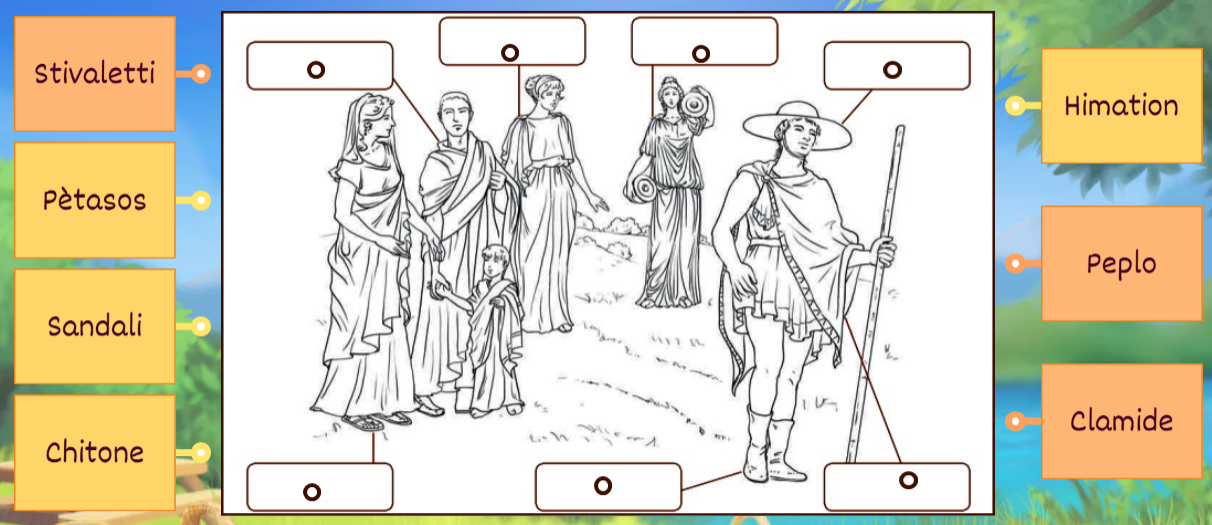 Stivaletti
Pètasos
Sandali
Chitone
Himation
Peplo
Clamide